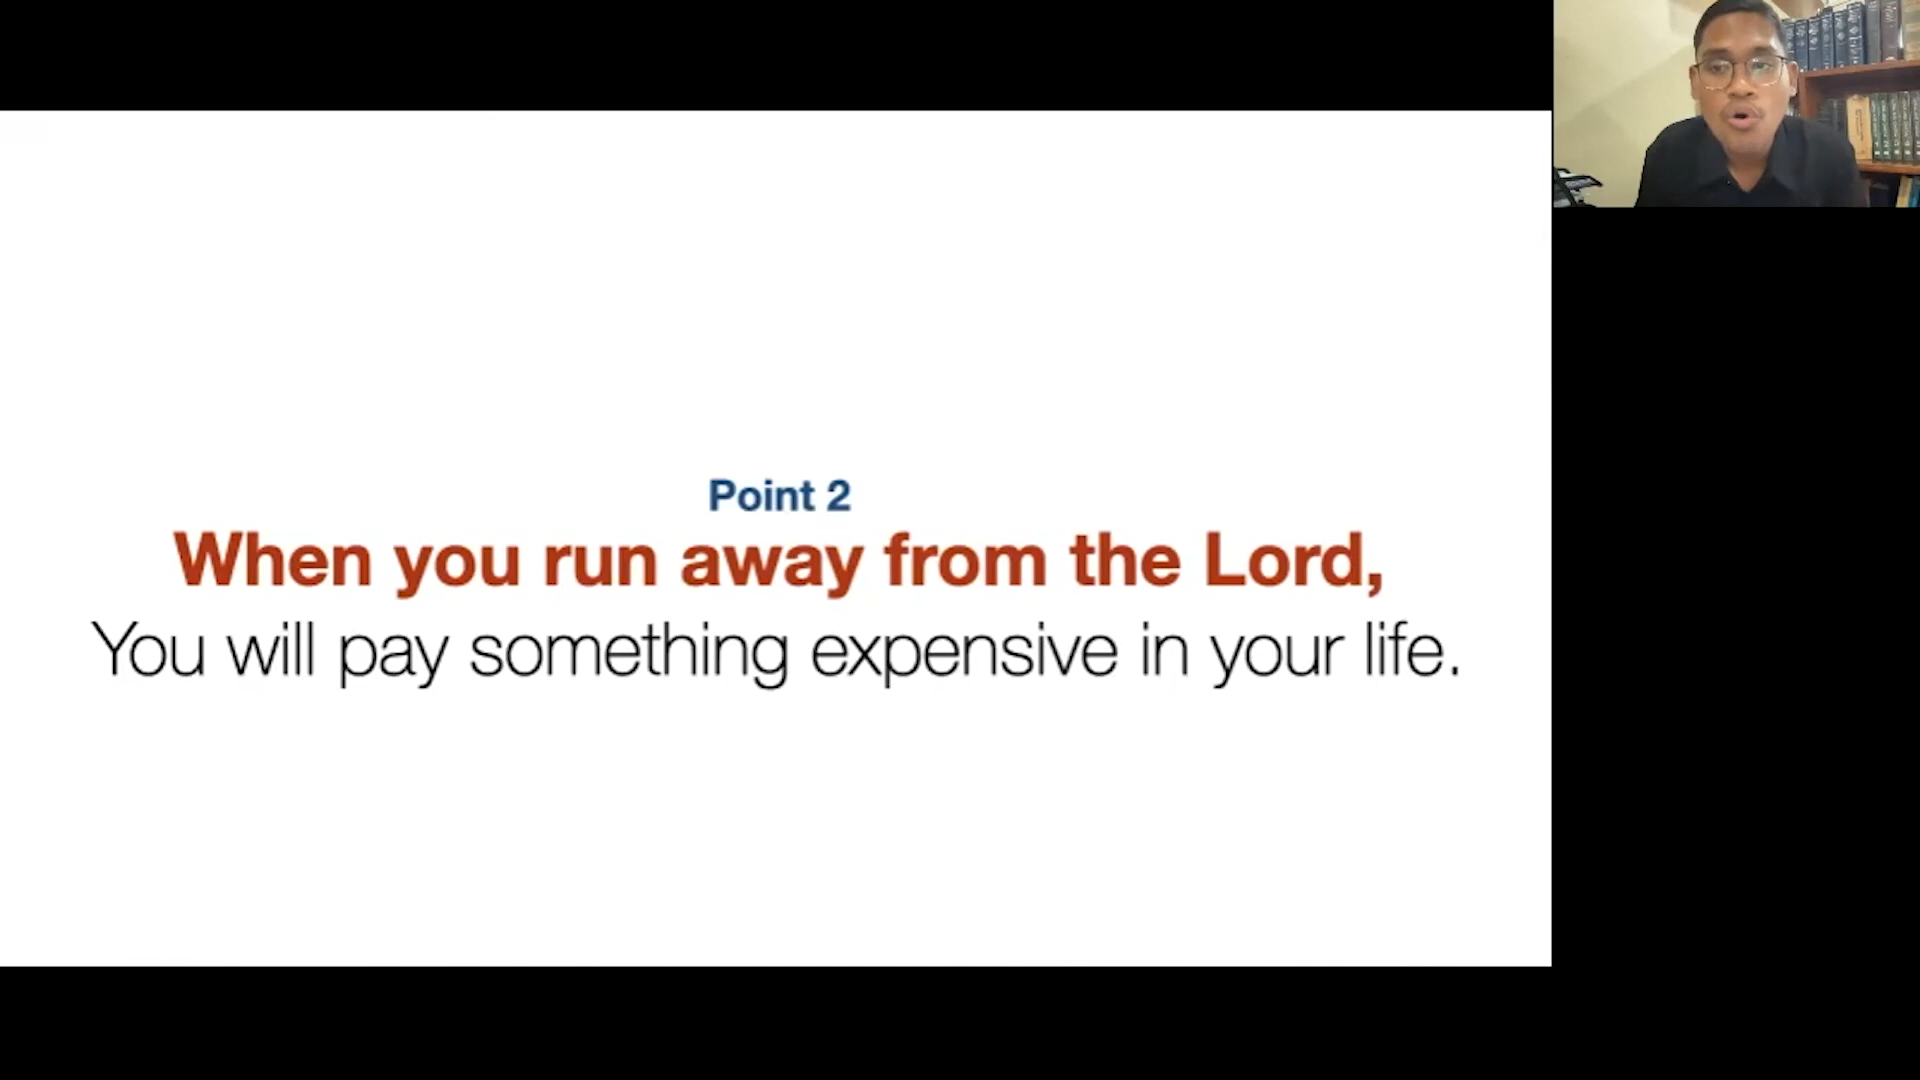 Point 2
When you run away from the Lord,
You will pay something expensive in your life.